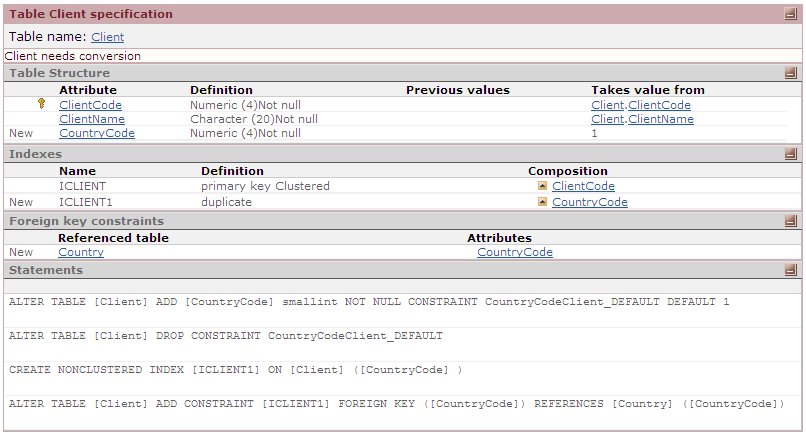 Table Client specification
Table name: Client
Client needs conversion
Table Structure
Attribute Definition Previous values Takes value from
ClientCode Numeric (4)Not null Client.ClientCode
ClientName Character (20)Not null Client.ClientName
New CountryCode Numeric (4)Not null 1
Indexes
Name Definition Composition
ICLIENT primary key Clustered ClientCode
New ICLIENT1 duplicate CountryCode
Foreign key constraints
Referenced table Attributes
New Country CountryCode
Statements
ALTER TABLE [Client] ADD [CountryCode] smallint NOT NULL CONSTRAINT CountryCodeClient_DEFAULT DEFAULT 1
ALTER TABLE [Client] DROP CONSTRAINT CountryCodeClient_DEFAULT
CREATE NONCLUSTERED INDEX [ICLIENT1] ON [Client] ([CountryCode] )
ALTER TABLE [Client] ADD CONSTRAINT [ICLIENT1] FOREIGN KEY ([CountryCode]) REFERENCES [Country] ([CountryCode])